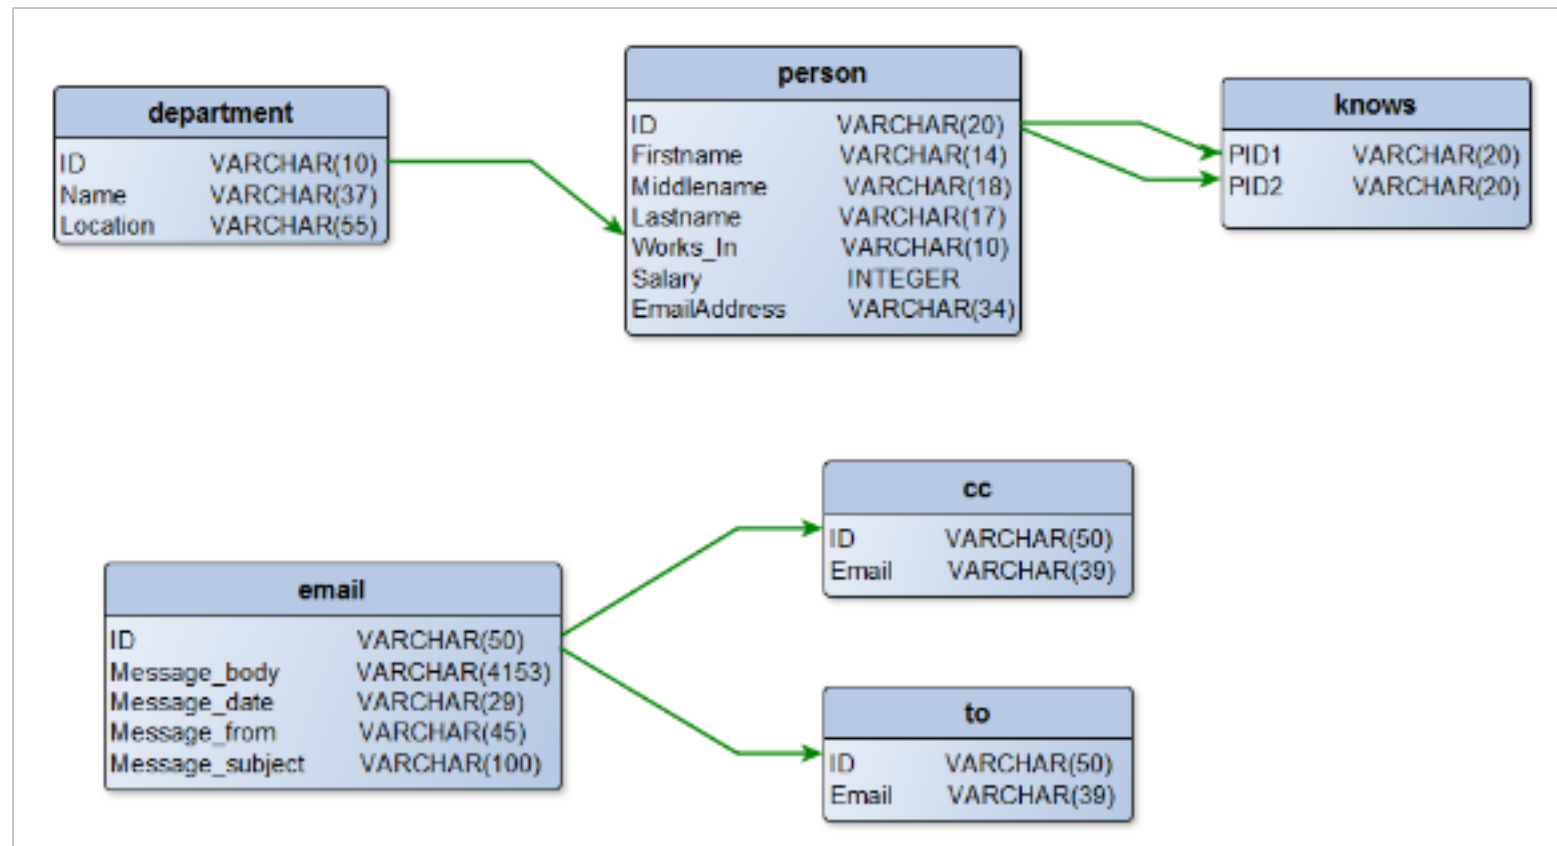 department
ID VARCHAR(10)
Name VARCHAR(37)
Location VARCHAR(55)
person
ID VARCHAR(20)
Firstname VARCHAR(14)
Middlename VARCHAR(18)
Lastname VARCHAR(17)
Works_In VARCHAR(10)
Salary INTEGER
EmailAddress VARCHAR(34)
knows
PID1 VARCHAR(20)
PID2 VARCHAR(20)
email
ID VARCHAR(50)
Message_body VARCHAR(4153)
Message_date VARCHAR(29)
Message_from VARCHAR(45)
Message_subject VARCHAR(100)
cc
ID VARCHAR(50)
Email VARCHAR(39)
to
ID VARCHAR(50)
Email VARCHAR(39)